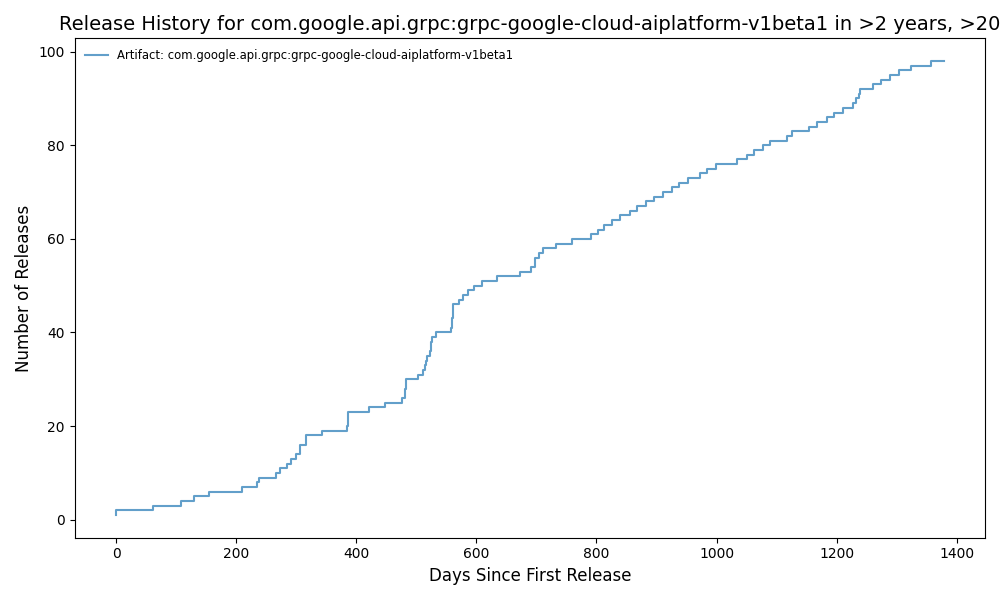 Release History for com.google.api.grpc:grpc-google-cloud-aiplatform-v1beta1 in >2 years, >20
Artifact: com.google.api.grpc:grpc-google-cloud-aiplatform-v1beta1
100
80
60
40
20
0
Number of Releases
0 200 400 600 800 1000 1200 1400
Days Since First Release